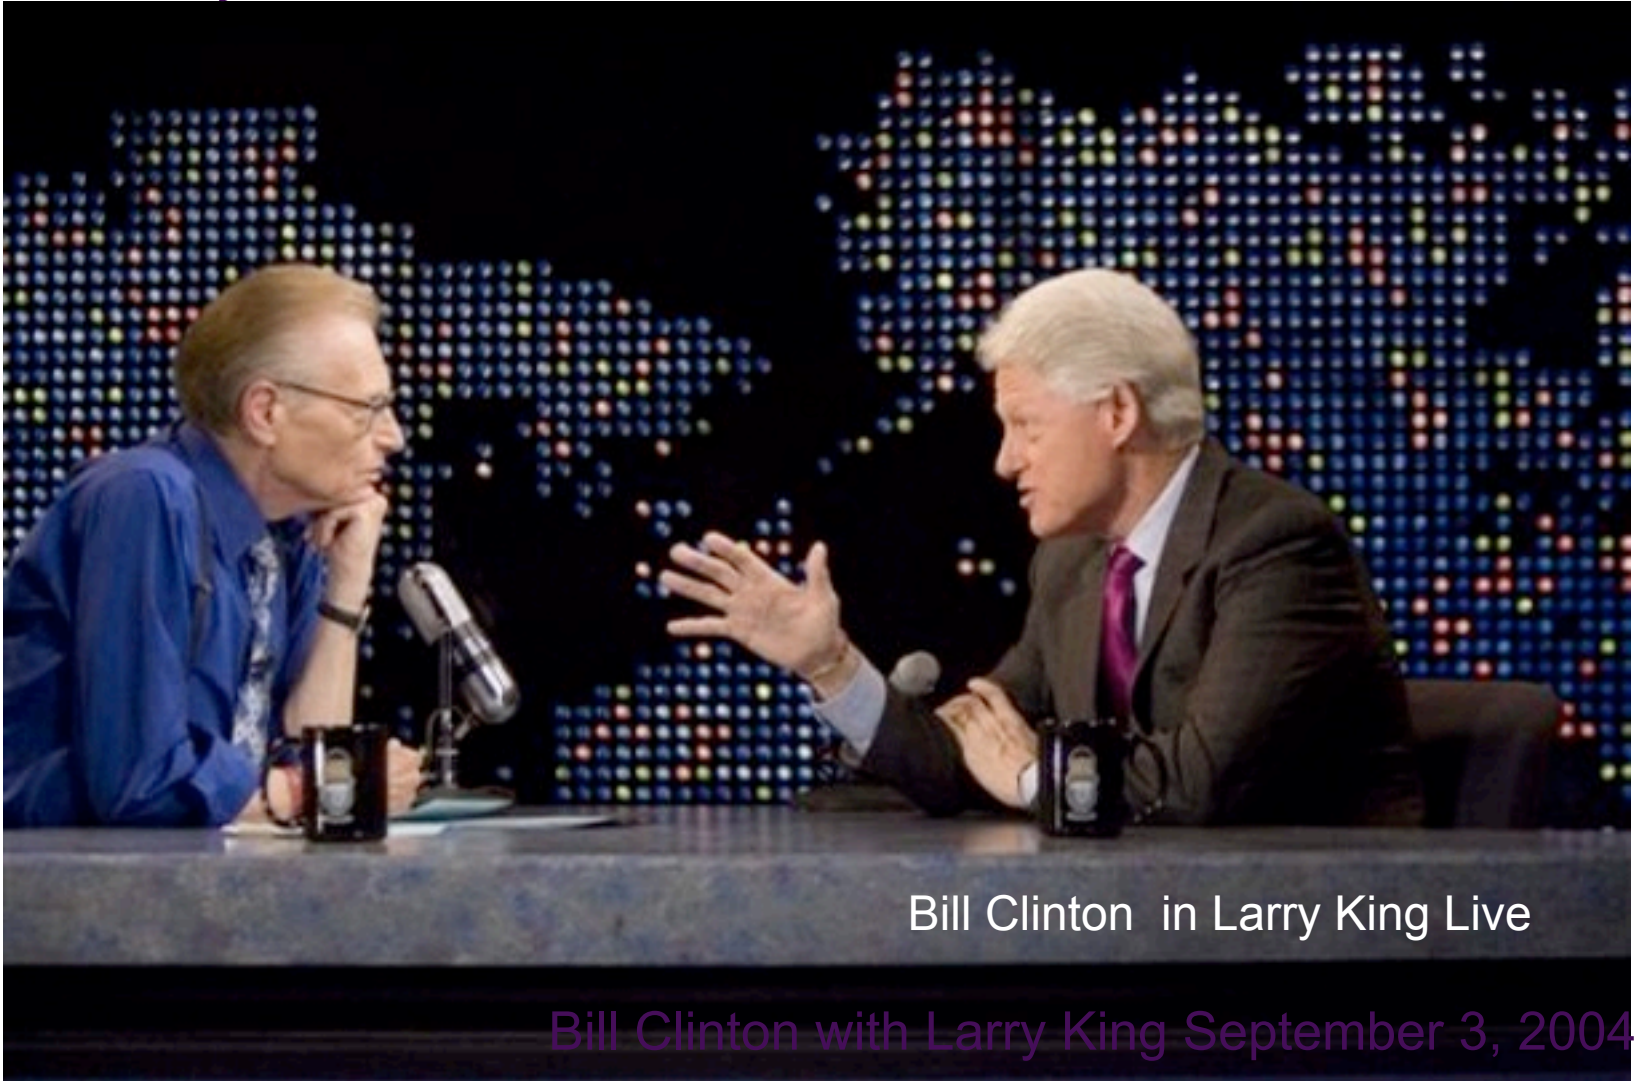 Bill Clinton  in Larry King Live
Bill Clinton with Larry King September 3, 2004